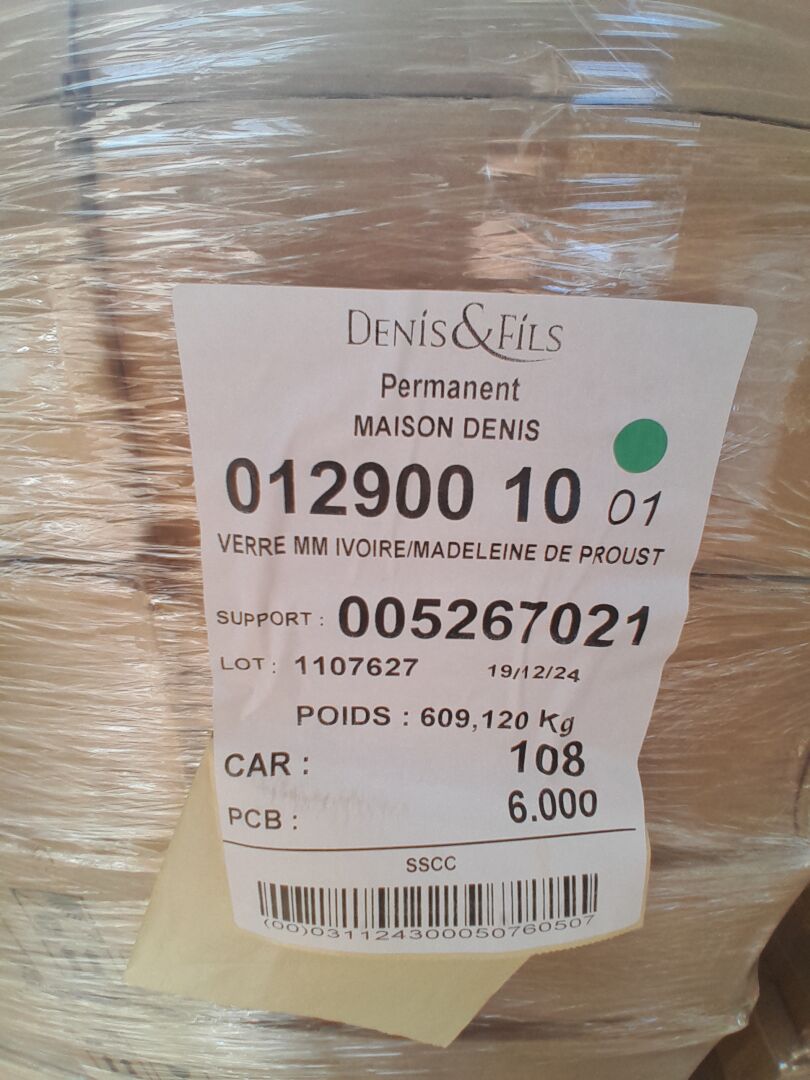 DENIS&FILS
Permanent
MAISON DENIS
012900 10 01
VERRE MM IVOIRE/MADELEINE DE PROUST
SUPPORT : 005267021
LOT : 1107627 19/12/24
POIDS : 609,120 Kg
CAR : 108
PCB : 6.000
SSCC
(00)031124300050760507